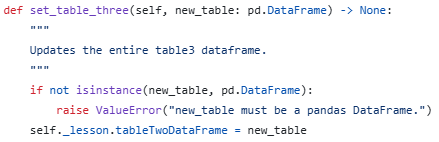 def set_table_three(self, new_table: pd.DataFrame) -> None:
    """
    Updates the entire table3 dataframe.
    """
    if not isinstance(new_table, pd.DataFrame):
        raise ValueError("new_table must be a pandas DataFrame.")
    self._lesson.tableTwoDataFrame = new_table